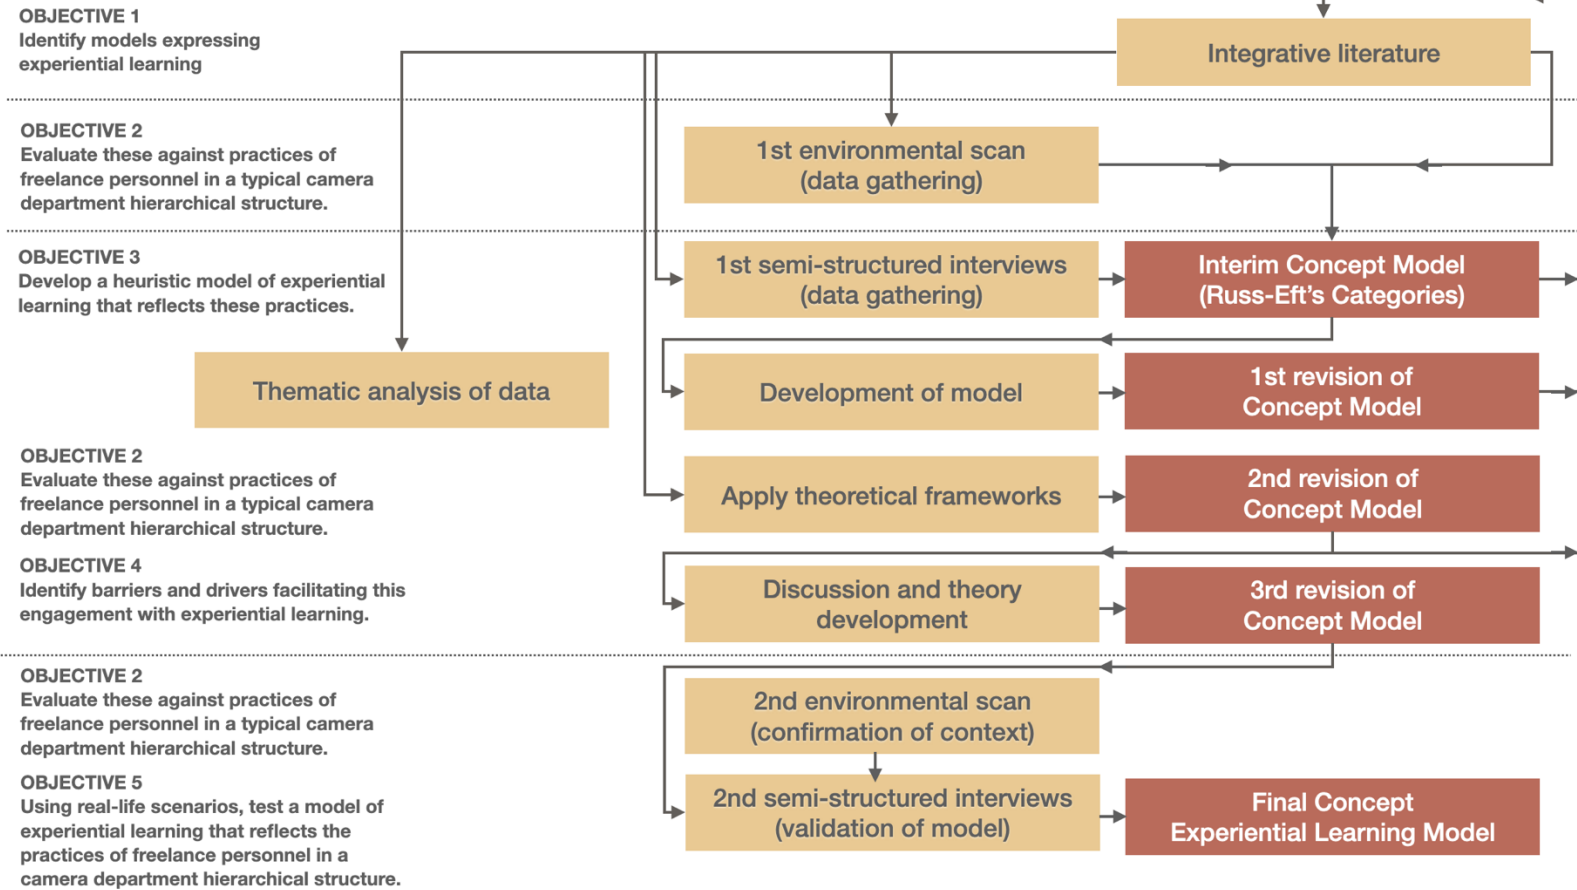 OBJECTIVE 1
Identify models expressing
experiential learning
Integrative literature
OBJECTIVE 2
Evaluate these against practices of
freelance personnel in a typical camera
department hierarchical structure.
1st environmental scan
(data gathering)
OBJECTIVE 3
Develop a heuristic model of experiential
learning that reflects these practices.
1st semi-structured interviews
(data gathering)
Interim Concept Model
(Russ-Eft's Categories)
Thematic analysis of data
Development of model
1st revision of
Concept Model
OBJECTIVE 2
Evaluate these against practices of
freelance personnel in a typical camera
department hierarchical structure.
Apply theoretical frameworks
2nd revision of
Concept Model
OBJECTIVE 4
Identify barriers and drivers facilitating this
engagement with experiential learning.
Discussion and theory
development
3rd revision of
Concept Model
OBJECTIVE 2
Evaluate these against practices of
freelance personnel in a typical camera
department hierarchical structure.
2nd environmental scan
(confirmation of context)
OBJECTIVE 5
Using real-life scenarios, test a model of
experiential learning that reflects the
practices of freelance personnel in a
camera department hierarchical structure.
2nd semi-structured interviews
(validation of model)
Final Concept
Experiential Learning Model